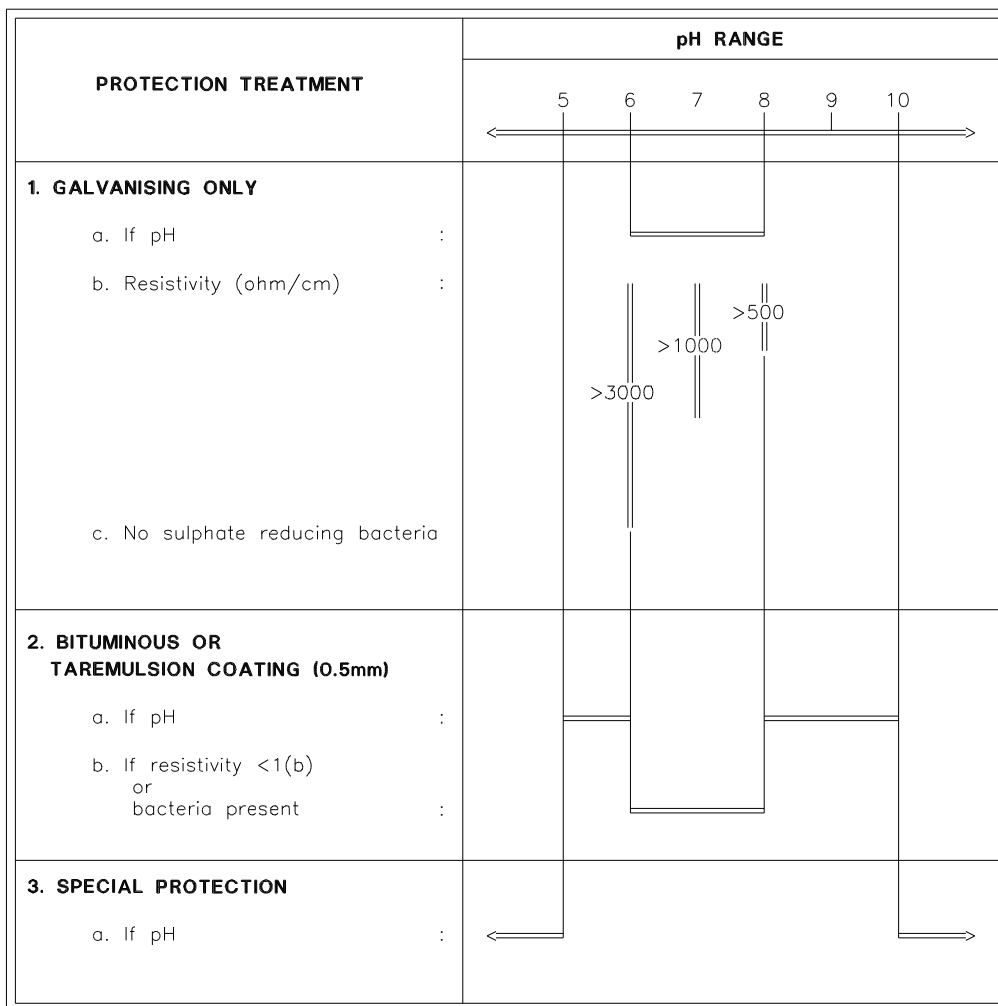 PROTECTION TREATMENT
pH RANGE
5 6 7 8 9 10
1. GALVANISING ONLY
a. If pH :
b. Resistivity (ohm/cm) :
>500
>1000
>3000
c. No sulphate reducing bacteria
2. BITUMINOUS OR
TAREMULSION COATING (0.5mm)
a. If pH :
b. If resistivity <1(b)
or
bacteria present :
3. SPECIAL PROTECTION
a. If pH :